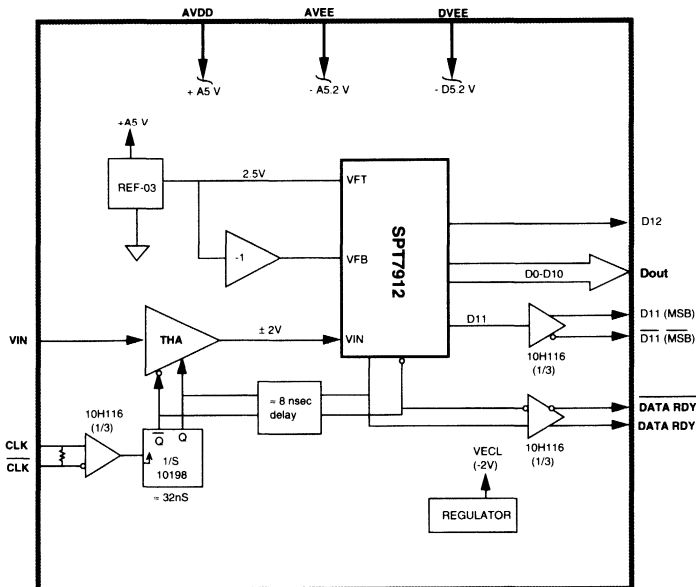 AVDD AVEE DVEE
+ A5 V - A5.2 V - D5.2 V
+A5 V
REF-03
2.5V
VFT
-1
VFB
SPT7912
D12
D0-D10
Dout
VIN
THA
± 2V
VIN
D11
D11 (MSB)
D11 (MSB)
10H116
(1/3)
≈ 8 nsec
delay
10H116
(1/3)
Q Q
CLK
CLK
1/S
10198
≈ 32nS
DATA RDY
DATA RDY
10H116
(1/3)
VECL
(-2V)
REGULATOR